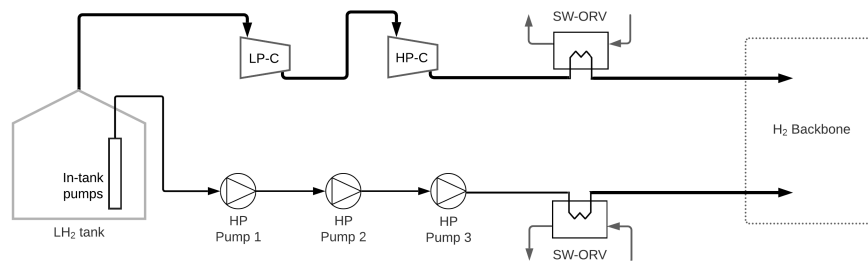 SW-ORV
LP-C
HP-C
H₂ Backbone
In-tank
pumps
LH₂ tank
HP
Pump 1
HP
Pump 2
HP
Pump 3
SW-ORV